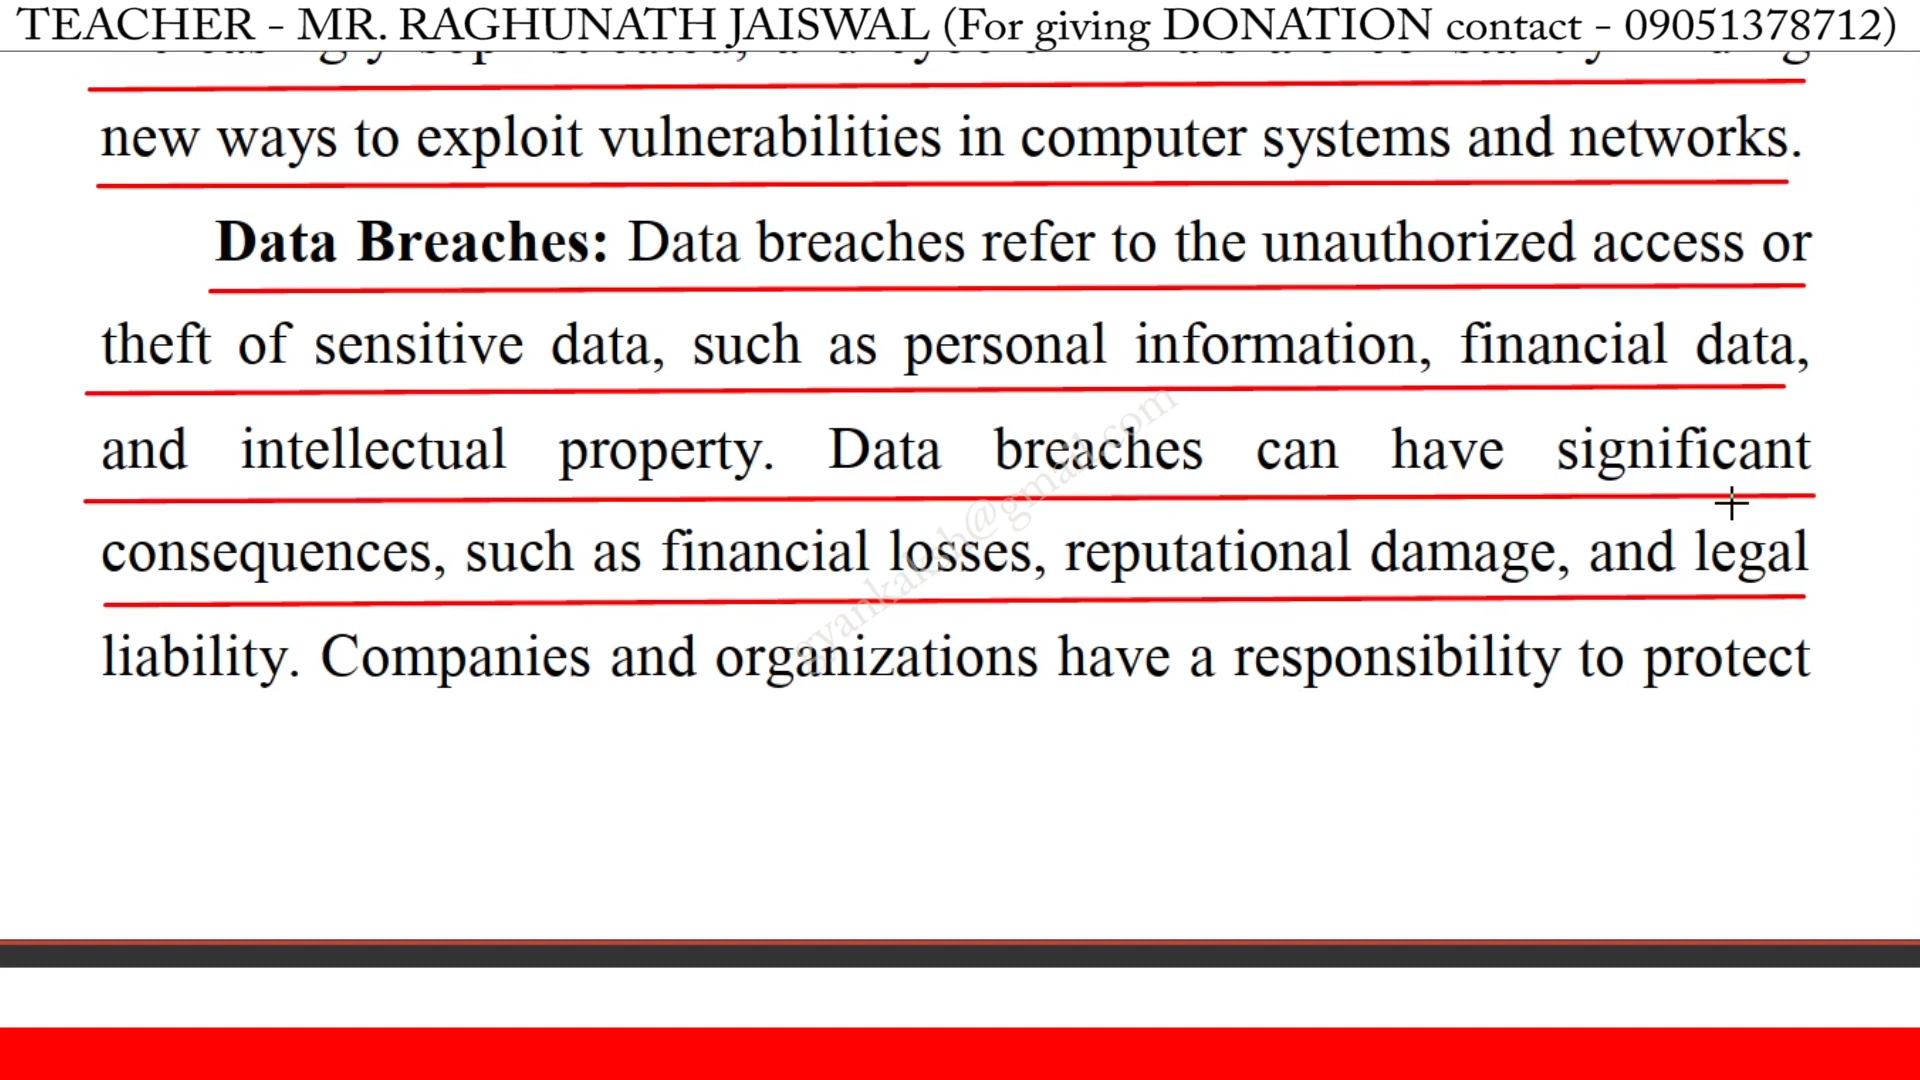 TEACHER - MR. RAGHUNATH JAISWAL (For giving DONATION contact - 09051378712)
new ways to exploit vulnerabilities in computer systems and networks.
Data Breaches: Data breaches refer to the unauthorized access or
theft of sensitive data, such as personal information, financial data,
and intellectual property. Data breaches can have significant
consequences, such as financial losses, reputational damage, and legal
liability. Companies and organizations have a responsibility to protect
gyankaksh@gmail.com